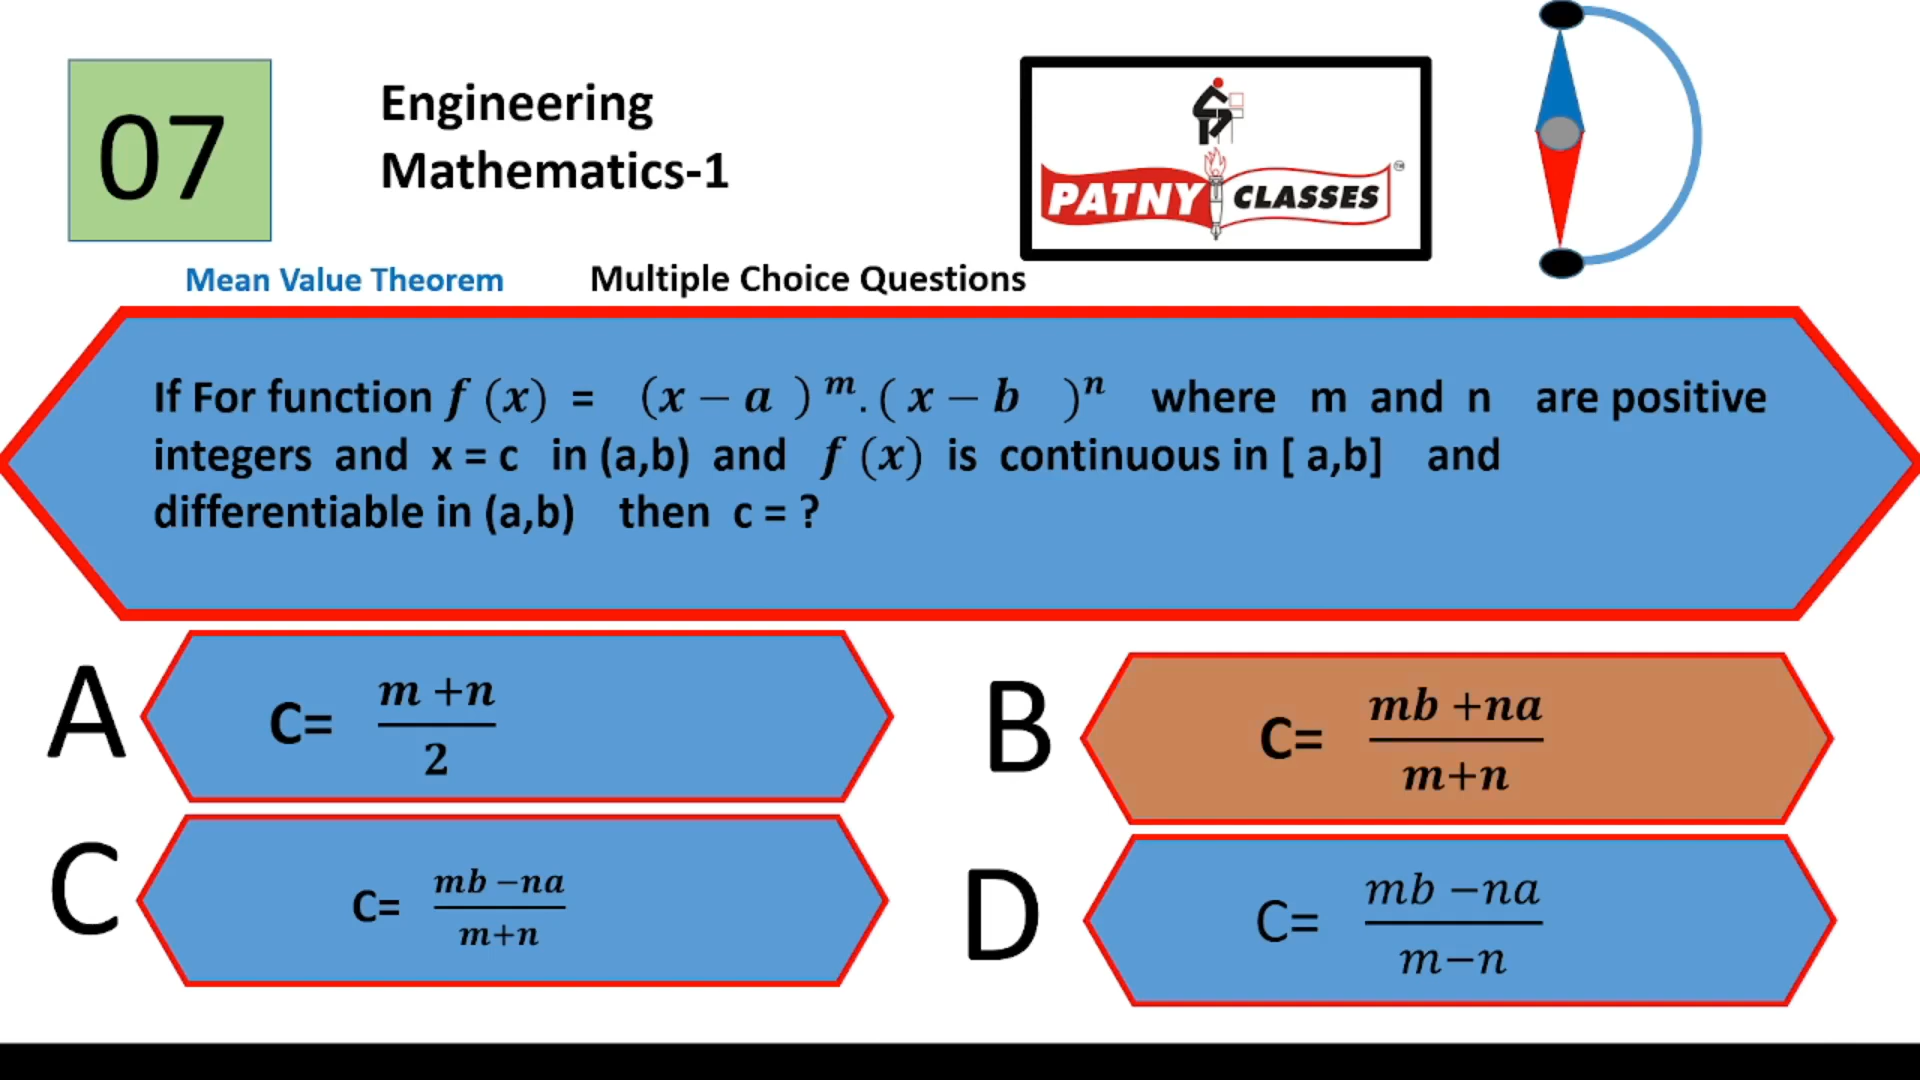 07
Engineering
Mathematics-1
PATNY CLASSES
TM
Mean Value Theorem Multiple Choice Questions
If For function f (x) = (x − a )^m.( x − b )^n where m and n are positive
integers and x = c in (a,b) and f (x) is continuous in [ a,b] and
differentiable in (a,b) then c = ?
A C= (m +n)/2
B C= (mb +na)/(m+n)
C C= (mb −na)/(m+n)
D C= (mb −na)/(m−n)